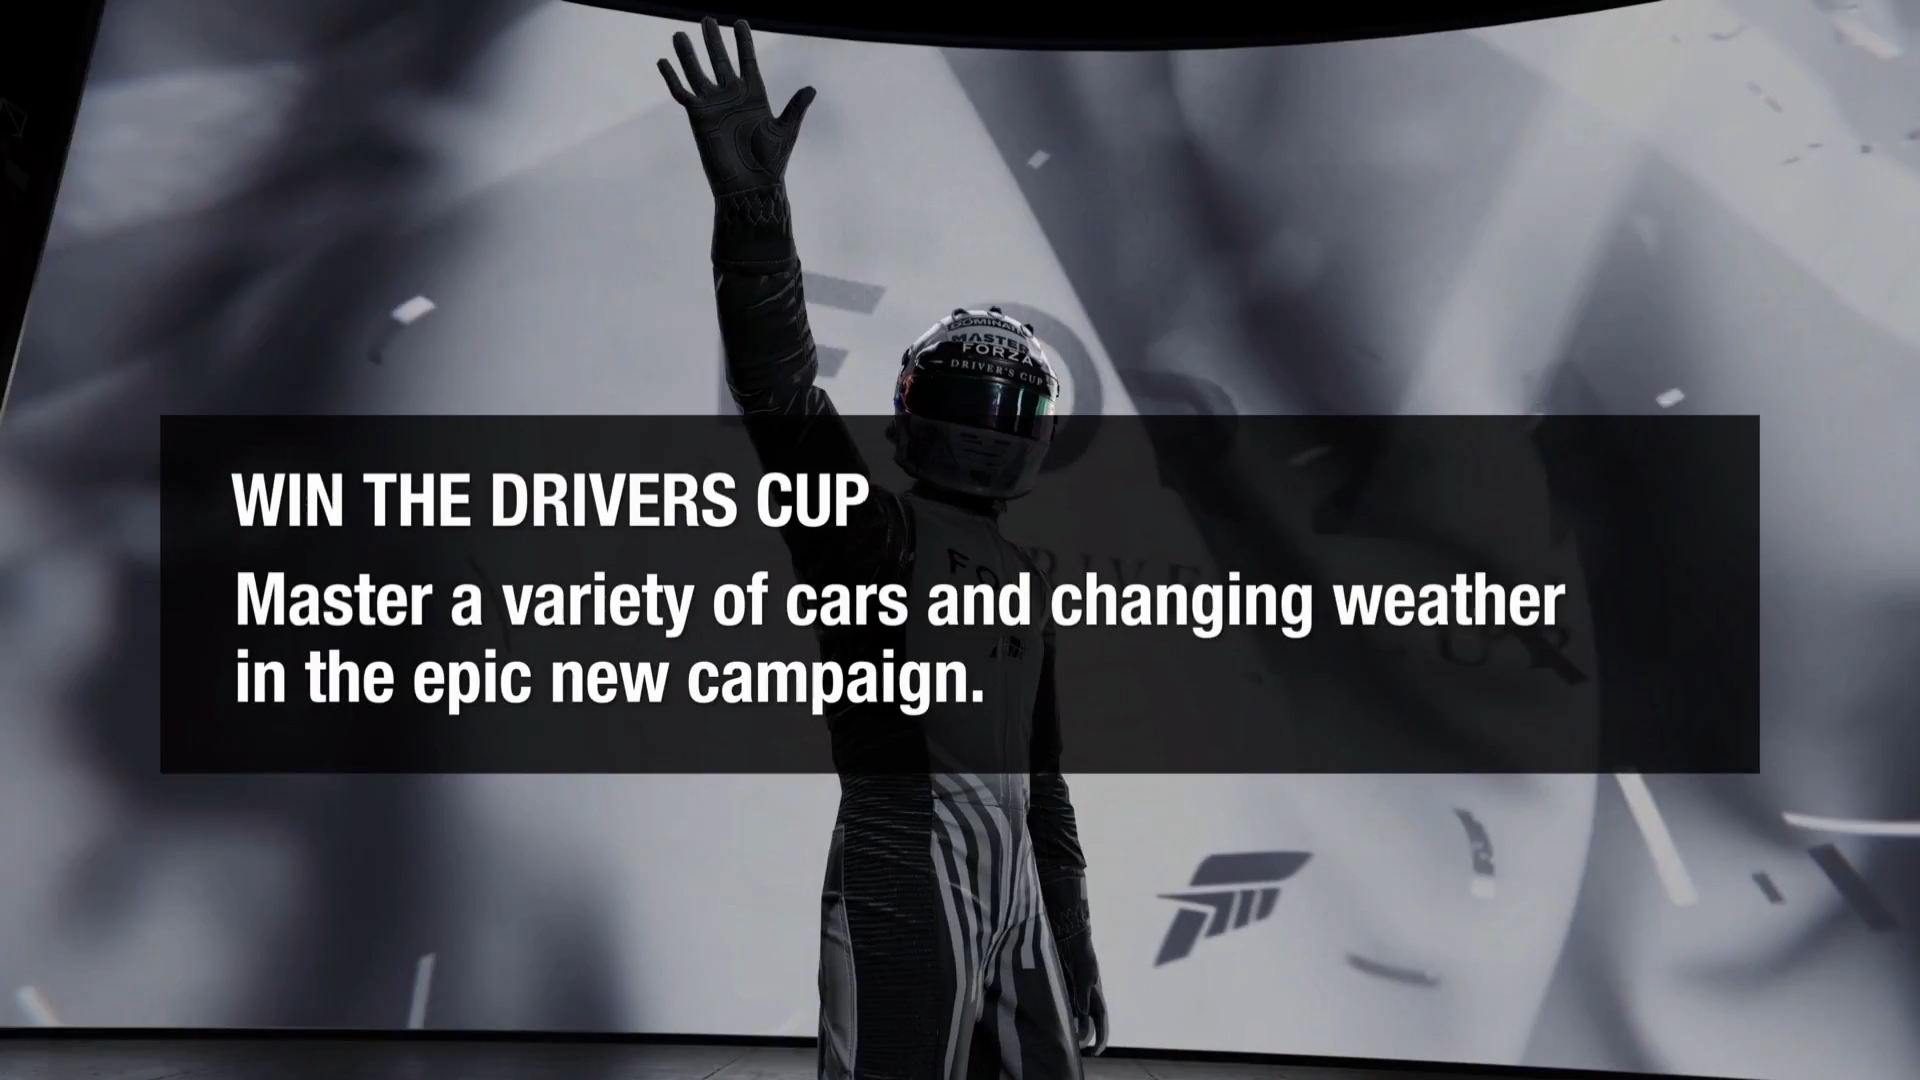 DOMINATE
MASTER
FORZA
DRIVER'S CUP
WIN THE DRIVERS CUP
Master a variety of cars and changing weather
in the epic new campaign.